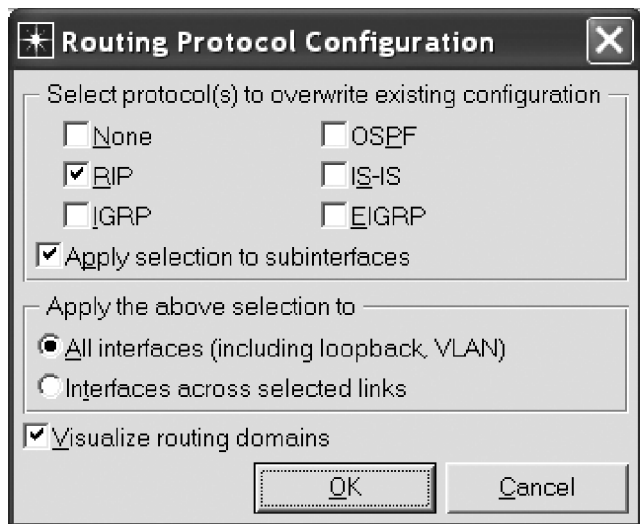 Routing Protocol Configuration
Select protocol(s) to overwrite existing configuration
None
OSPF
RIP
IS-IS
IGRP
EIGRP
Apply selection to subinterfaces
Apply the above selection to
All interfaces (including loopback, VLAN)
Interfaces across selected links
Visualize routing domains
OK
Cancel